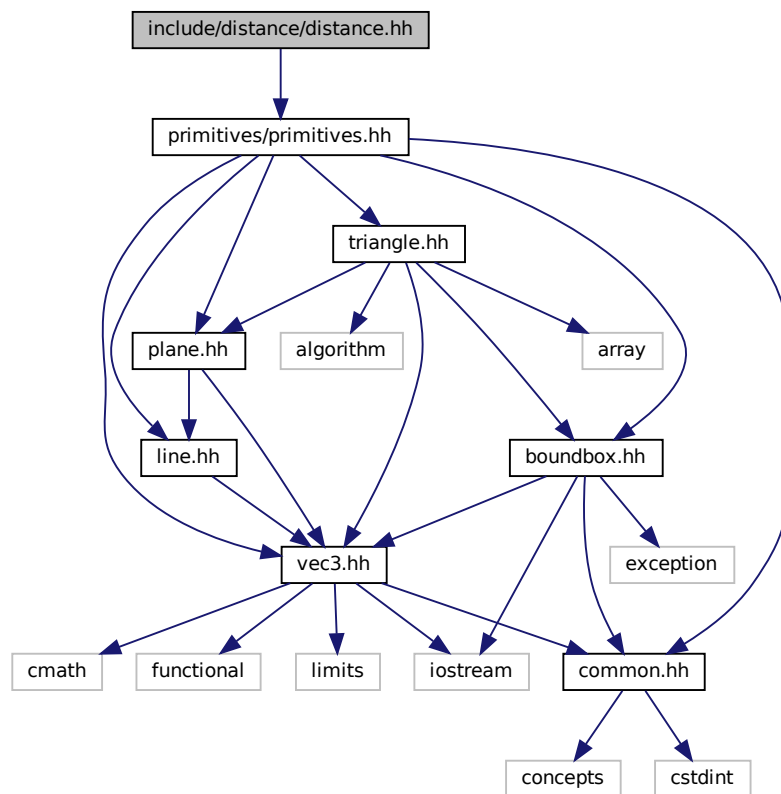 include/distance/distance.hh
primitives/primitives.hh
triangle.hh
plane.hh
algorithm
array
line.hh
boundbox.hh
vec3.hh
exception
cmath
functional
limits
iostream
common.hh
concepts
cstdint